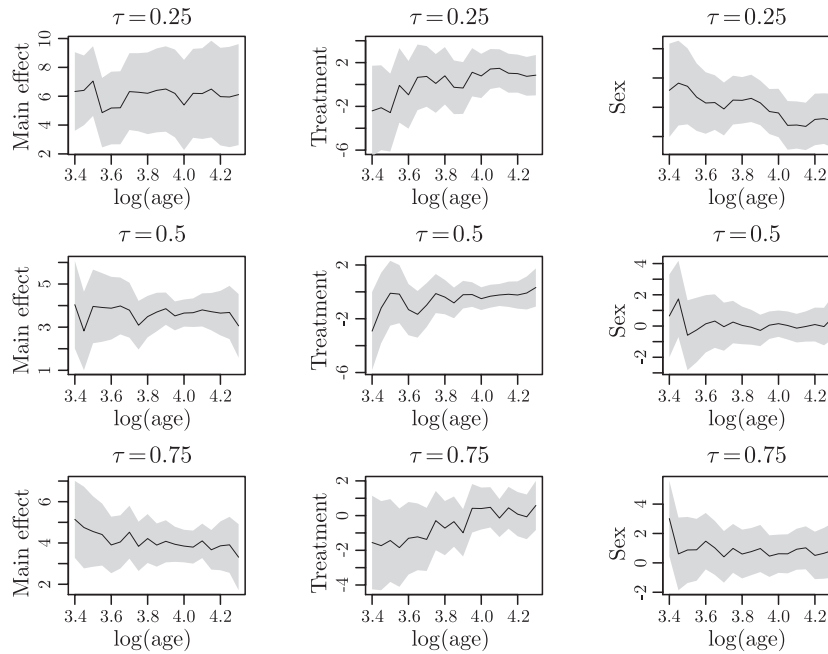 τ=0.25 τ=0.25 τ=0.25
Main effect 2 4 6 8 10
Treatment -6 -2 2
Sex
3.4 3.6 3.8 4.0 4.2 3.4 3.6 3.8 4.0 4.2 3.4 3.6 3.8 4.0 4.2
log(age) log(age) log(age)
τ=0.5 τ=0.5 τ=0.5
Main effect 1 3 5
Treatment -6 -2 2
Sex -2 0 2 4
3.4 3.6 3.8 4.0 4.2 3.4 3.6 3.8 4.0 4.2 3.4 3.6 3.8 4.0 4.2
log(age) log(age) log(age)
τ=0.75 τ=0.75 τ=0.75
Main effect 2 4 6
Treatment -4 -2 0 2
Sex -2 0 2 4
3.4 3.6 3.8 4.0 4.2 3.4 3.6 3.8 4.0 4.2 3.4 3.6 3.8 4.0 4.2
log(age) log(age) log(age)